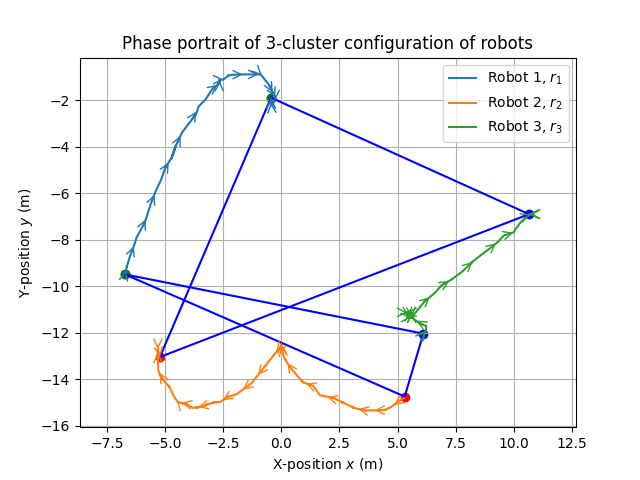 Phase portrait of 3-cluster configuration of robots
Robot 1, r₁
Robot 2, r₂
Robot 3, r₃
Y-position y (m)
−2
−4
−6
−8
−10
−12
−14
−16
−7.5 −5.0 −2.5 0.0 2.5 5.0 7.5 10.0 12.5
X-position x (m)